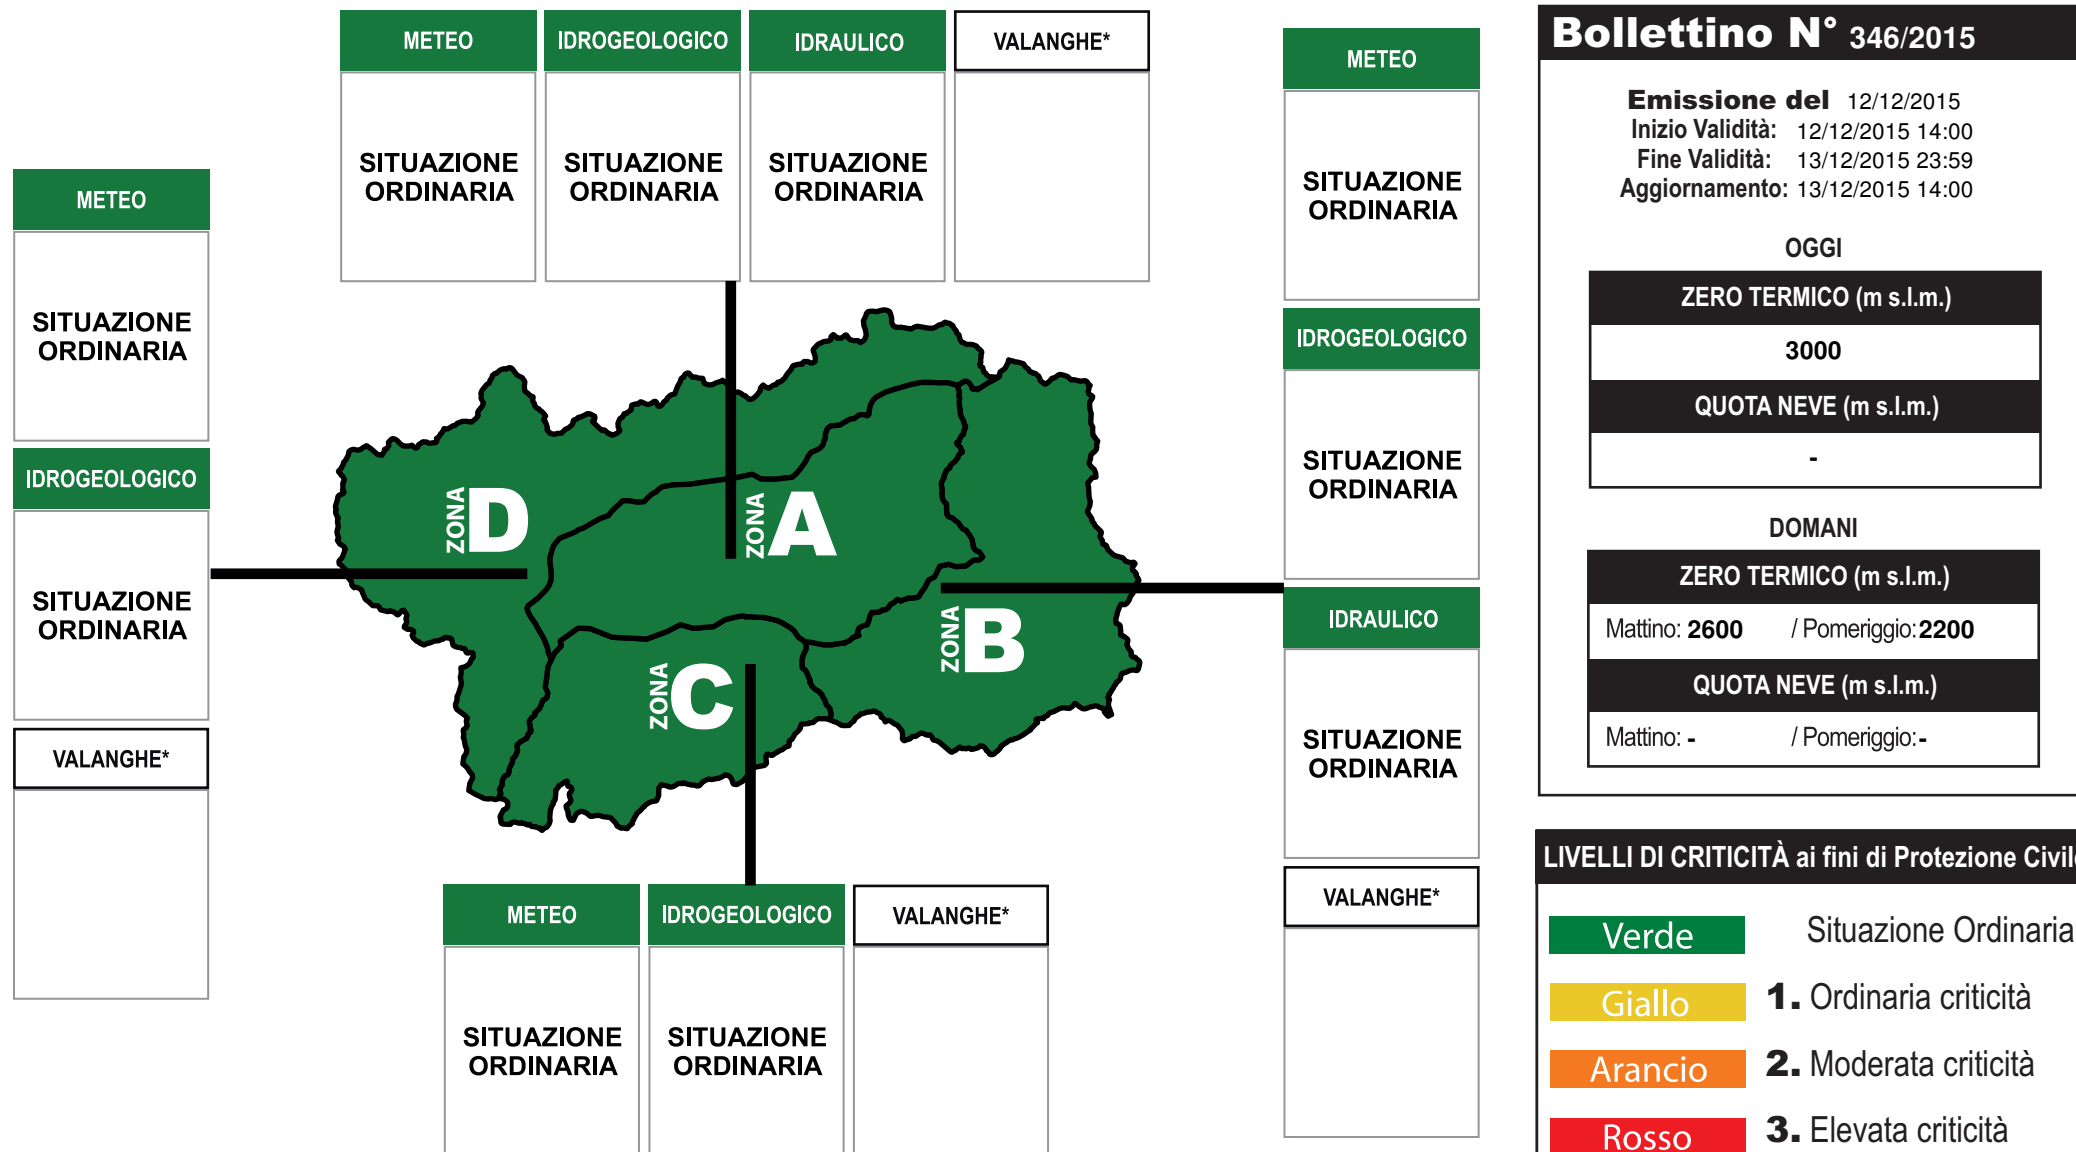 METEO IDROGEOLOGICO IDRAULICO VALANGHE*
SITUAZIONE ORDINARIA
SITUAZIONE ORDINARIA
SITUAZIONE ORDINARIA
METEO
SITUAZIONE
ORDINARIA
IDROGEOLOGICO
SITUAZIONE
ORDINARIA
VALANGHE*
ZONA D
ZONA A
ZONA B
ZONA C
METEO
SITUAZIONE
ORDINARIA
IDROGEOLOGICO
SITUAZIONE
ORDINARIA
IDRAULICO
SITUAZIONE
ORDINARIA
VALANGHE*
METEO IDROGEOLOGICO VALANGHE*
SITUAZIONE ORDINARIA
SITUAZIONE ORDINARIA
Bollettino N° 346/2015
Emissione del 12/12/2015
Inizio Validità: 12/12/2015 14:00
Fine Validità: 13/12/2015 23:59
Aggiornamento: 13/12/2015 14:00
OGGI
ZERO TERMICO (m s.l.m.)
3000
QUOTA NEVE (m s.l.m.)
-
DOMANI
ZERO TERMICO (m s.l.m.)
Mattino: 2600 / Pomeriggio: 2200
QUOTA NEVE (m s.l.m.)
Mattino: - / Pomeriggio: -
LIVELLI DI CRITICITÀ ai fini di Protezione Civile
Verde Situazione Ordinaria
Giallo 1. Ordinaria criticità
Arancio 2. Moderata criticità
Rosso 3. Elevata criticità